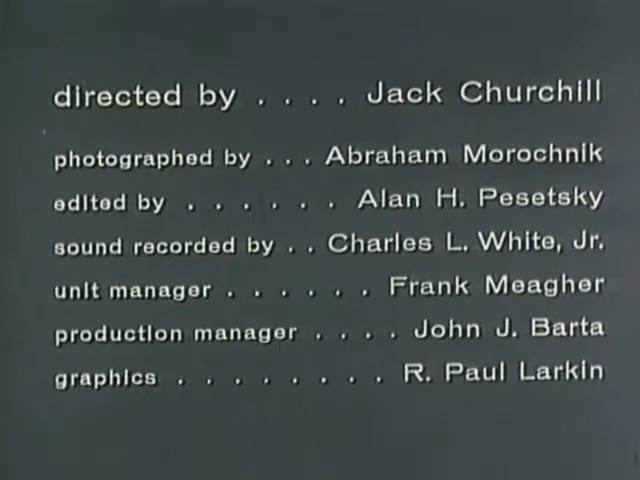 directed by . . . . Jack Churchill
photographed by . . . Abraham Morochnik
edited by . . . . . . Alan H. Pesetsky
sound recorded by . . Charles L. White, Jr.
unit manager . . . . . . Frank Meagher
production manager . . . . John J. Barta
graphics . . . . . . . . R. Paul Larkin